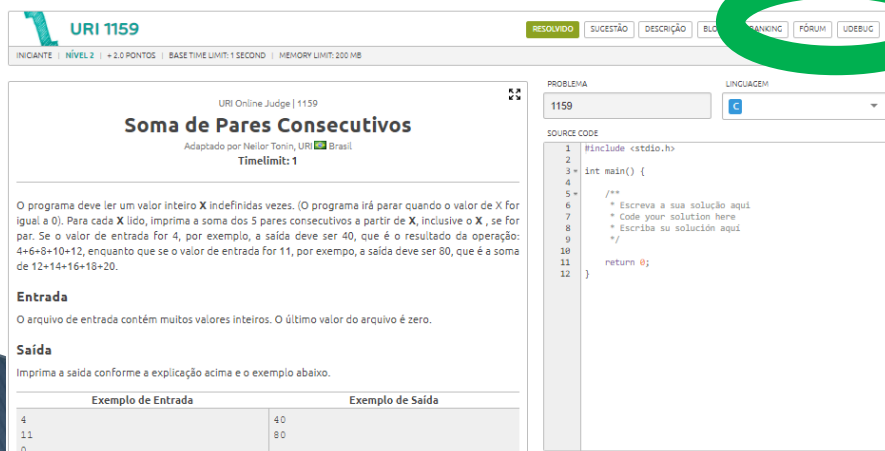 URI 1159
RESOLVIDO SUGESTÃO DESCRIÇÃO RANKING FÓRUM UDEBUG
INICIANTE | NÍVEL 2 | + 2.0 PONTOS | BASE TIME LIMIT: 1 SECOND | MEMORY LIMIT: 200 MB
URI Online Judge | 1159
Soma de Pares Consecutivos
Adaptado por Neilor Tonin, URI Brasil
Timelimit: 1
O programa deve ler um valor inteiro X indefinidas vezes. (O programa irá parar quando o valor de X for
igual a 0). Para cada X lido, imprima a soma dos 5 pares consecutivos a partir de X, inclusive o X , se for
par. Se o valor de entrada for 4, por exemplo, a saída deve ser 40, que é o resultado da operação:
4+6+8+10+12, enquanto que se o valor de entrada for 11, por exempo, a saída deve ser 80, que é a soma
de 12+14+16+18+20.
Entrada
O arquivo de entrada contém muitos valores inteiros. O último valor do arquivo é zero.
Saída
Imprima a saida conforme a explicação acima e o exemplo abaixo.
Exemplo de Entrada Exemplo de Saída
4 40
11 80
0
PROBLEMA LINGUAGEM
1159 C
SOURCE CODE
1 #include <stdio.h>
2
3 int main() {
4
5 /**
6 * Escreva a sua solução aqui
7 * Code your solution here
8 * Escriba su solución aquí
9 */
10
11 return 0;
12 }